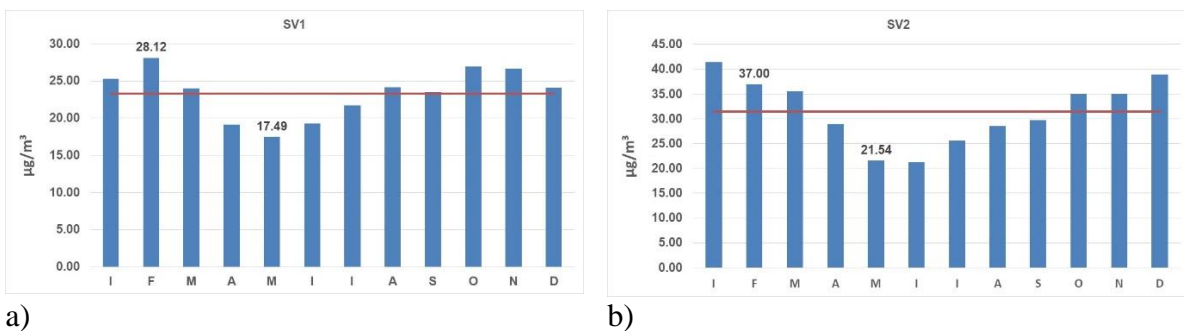 SV1
30.00
28.12
25.00
20.00
17.49
15.00
10.00
5.00
0.00
µg/m³
I F M A M I I A S O N D
a)
SV2
45.00
40.00
37.00
35.00
30.00
25.00
21.54
20.00
15.00
10.00
5.00
0.00
µg/m³
I F M A M I I A S O N D
b)